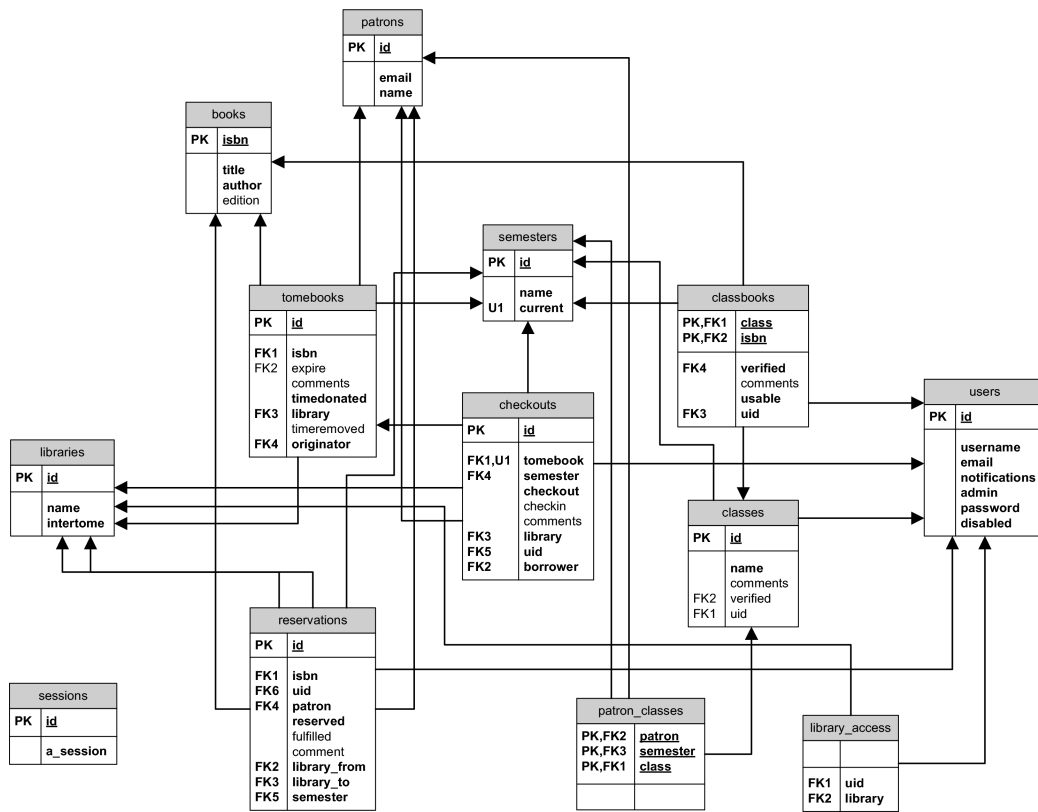 patrons
PK id
email
name
books
PK isbn
title
author
edition
semesters
PK id
name
U1 current
tomebooks
PK id
FK1 isbn
FK2 expire
comments
timedonated
FK3 library
timeremoved
FK4 originator
classbooks
PK,FK1 class
PK,FK2 isbn
FK4 verified
comments
usable
FK3 uid
users
PK id
username
email
notifications
admin
password
disabled
checkouts
PK id
FK1,U1 tomebook
FK4 semester
checkout
checkin
comments
FK3 library
FK5 uid
FK2 borrower
libraries
PK id
name
intertome
classes
PK id
name
comments
FK2 verified
FK1 uid
reservations
PK id
FK1 isbn
FK6 uid
FK4 patron
reserved
fulfilled
comment
FK2 library_from
FK3 library_to
FK5 semester
sessions
PK id
a_session
patron_classes
PK,FK2 patron
PK,FK3 semester
PK,FK1 class
library_access
FK1 uid
FK2 library